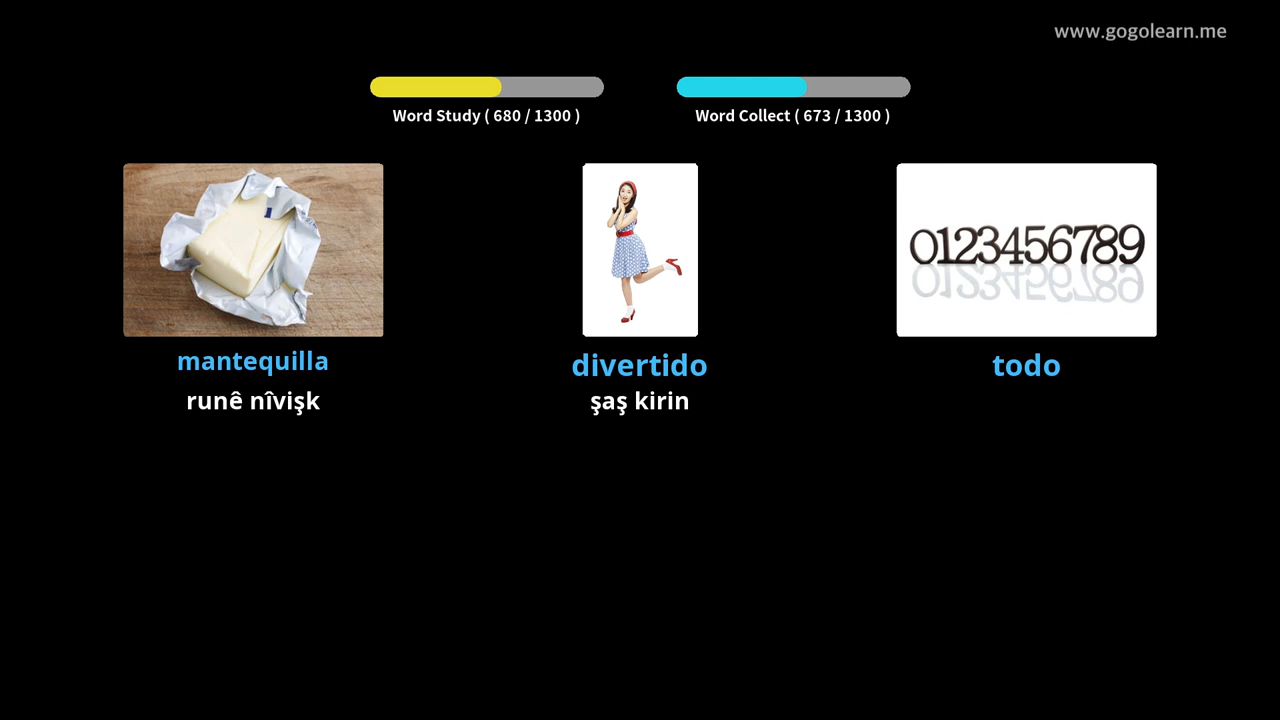 www.gogolearn.me
Word Study ( 680 / 1300 )
Word Collect ( 673 / 1300 )
0123456789
mantequilla
divertido
todo
runê nîvişk
şaş kirin